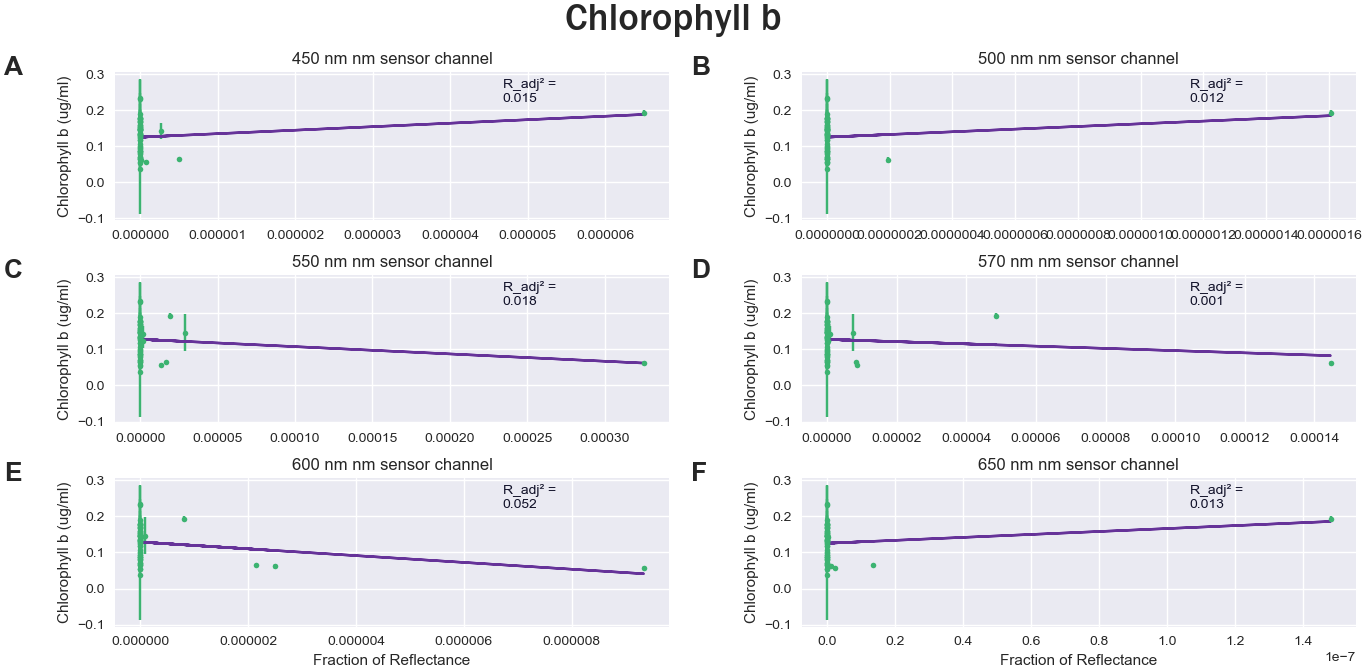 Chlorophyll b
A
450 nm nm sensor channel
Chlorophyll b (ug/ml)
0.3
0.2
0.1
0.0
−0.1
R_adj² =
0.015
0.000000 0.000001 0.000002 0.000003 0.000004 0.000005 0.000006
B
500 nm nm sensor channel
Chlorophyll b (ug/ml)
0.3
0.2
0.1
0.0
−0.1
R_adj² =
0.012
0.0000000 0.0000002 0.0000004 0.0000006 0.0000008 0.0000010 0.0000012 0.0000014 0.0000016
C
550 nm nm sensor channel
Chlorophyll b (ug/ml)
0.3
0.2
0.1
0.0
−0.1
R_adj² =
0.018
0.00000 0.00005 0.00010 0.00015 0.00020 0.00025 0.00030
D
570 nm nm sensor channel
Chlorophyll b (ug/ml)
0.3
0.2
0.1
0.0
−0.1
R_adj² =
0.001
0.00000 0.00002 0.00004 0.00006 0.00008 0.00010 0.00012 0.00014
E
600 nm nm sensor channel
Chlorophyll b (ug/ml)
0.3
0.2
0.1
0.0
−0.1
R_adj² =
0.052
0.000000 0.000002 0.000004 0.000006 0.000008
Fraction of Reflectance
F
650 nm nm sensor channel
Chlorophyll b (ug/ml)
0.3
0.2
0.1
0.0
−0.1
R_adj² =
0.013
0.0 0.2 0.4 0.6 0.8 1.0 1.2 1.4
1e−7
Fraction of Reflectance